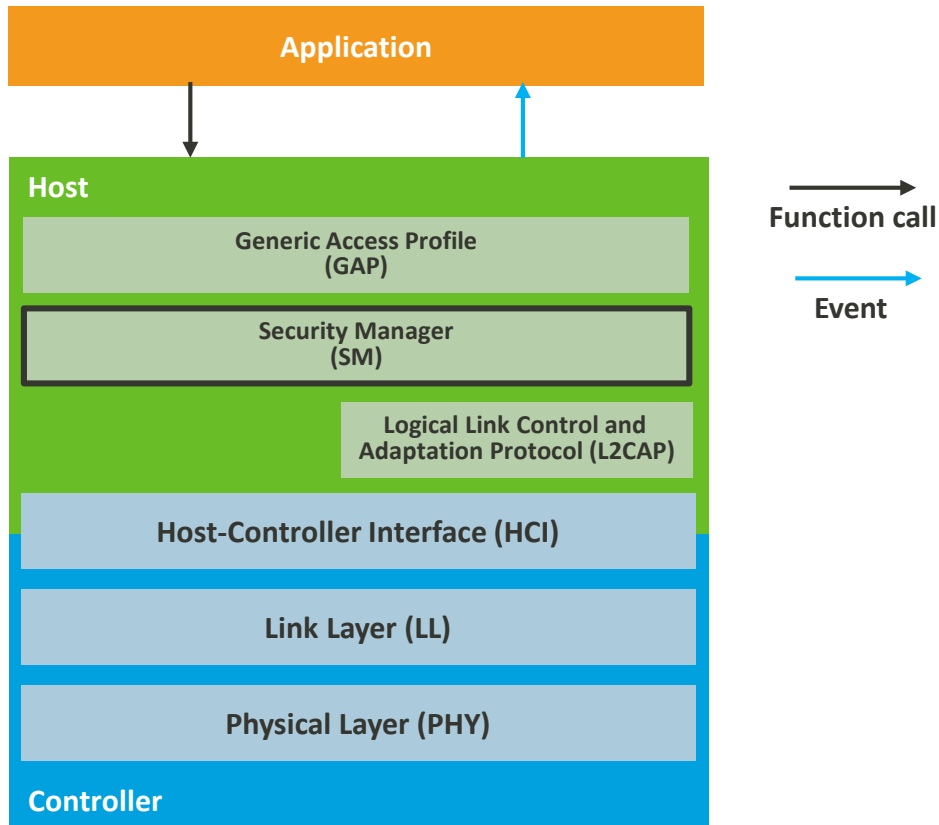 Application
Host
Generic Access Profile
(GAP)
Security Manager
(SM)
Logical Link Control and
Adaptation Protocol (L2CAP)
Host-Controller Interface (HCI)
Link Layer (LL)
Physical Layer (PHY)
Controller
Function call
Event